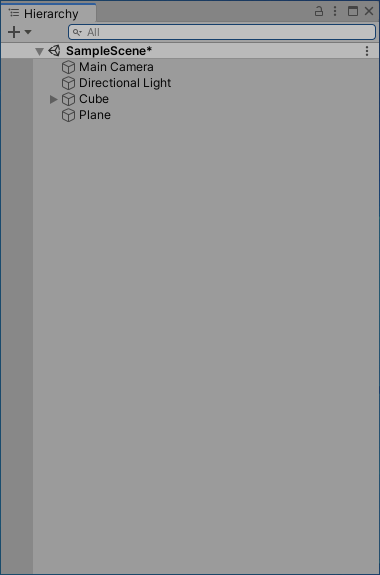 Hierarchy
All
SampleScene*
Main Camera
Directional Light
Cube
Plane